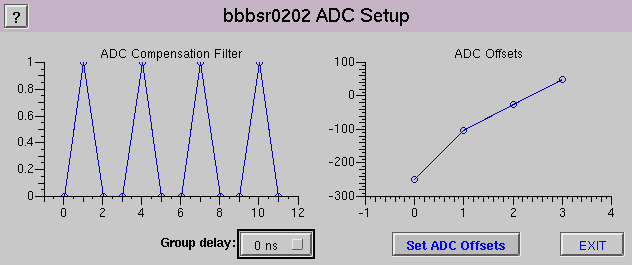 ? bbbsr0202 ADC Setup
ADC Compensation Filter
1
0.8
0.6
0.4
0.2
0
0 2 4 6 8 10 12
Group delay: 0 ns
ADC Offsets
100
0
-100
-200
-300
-1 0 1 2 3 4
Set ADC Offsets
EXIT